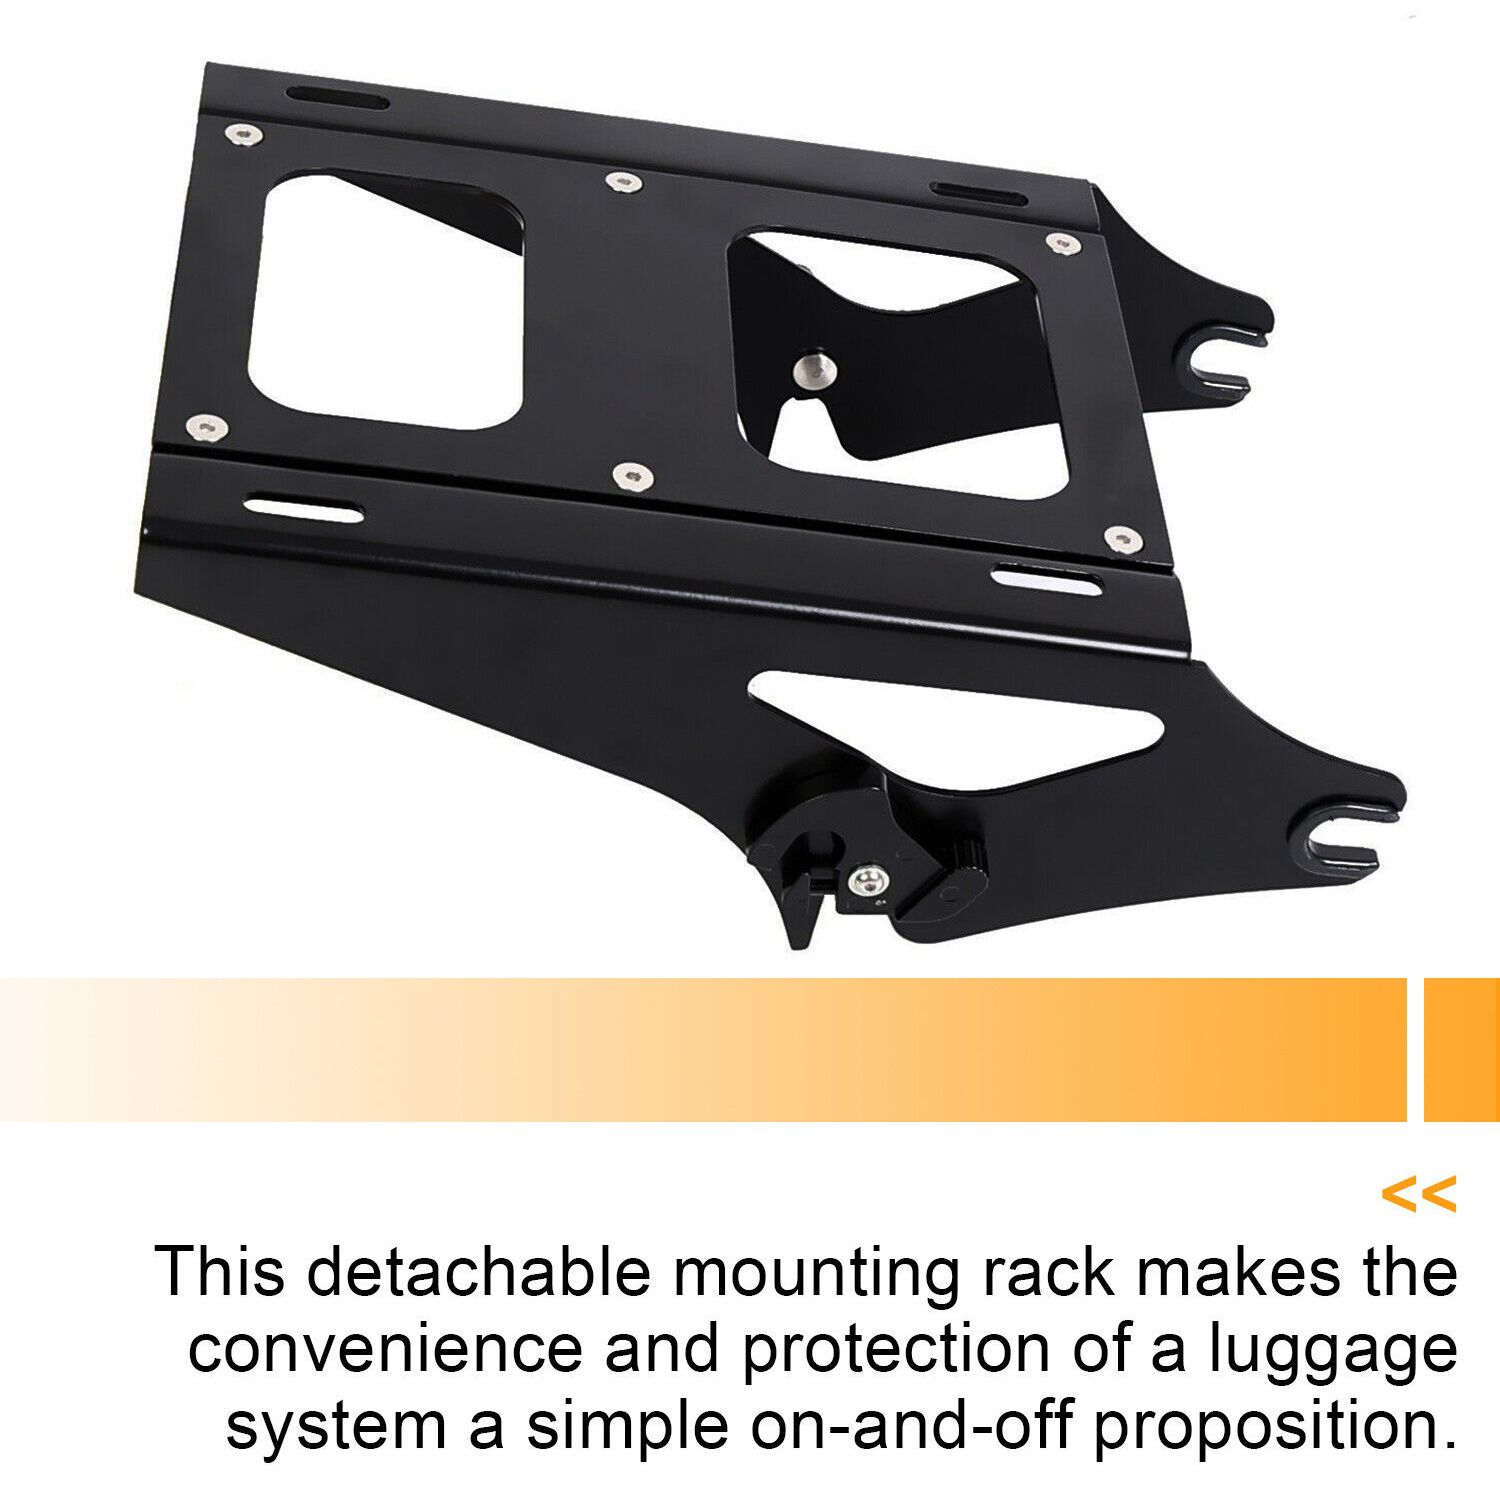 <<
This detachable mounting rack makes the
convenience and protection of a luggage
system a simple on-and-off proposition.